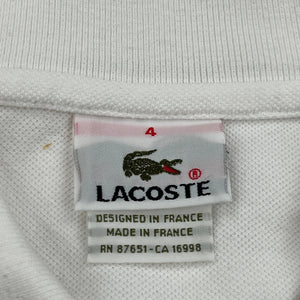 4
®
LACOSTE
DESIGNED IN FRANCE
MADE IN FRANCE
RN 87651-CA 16998